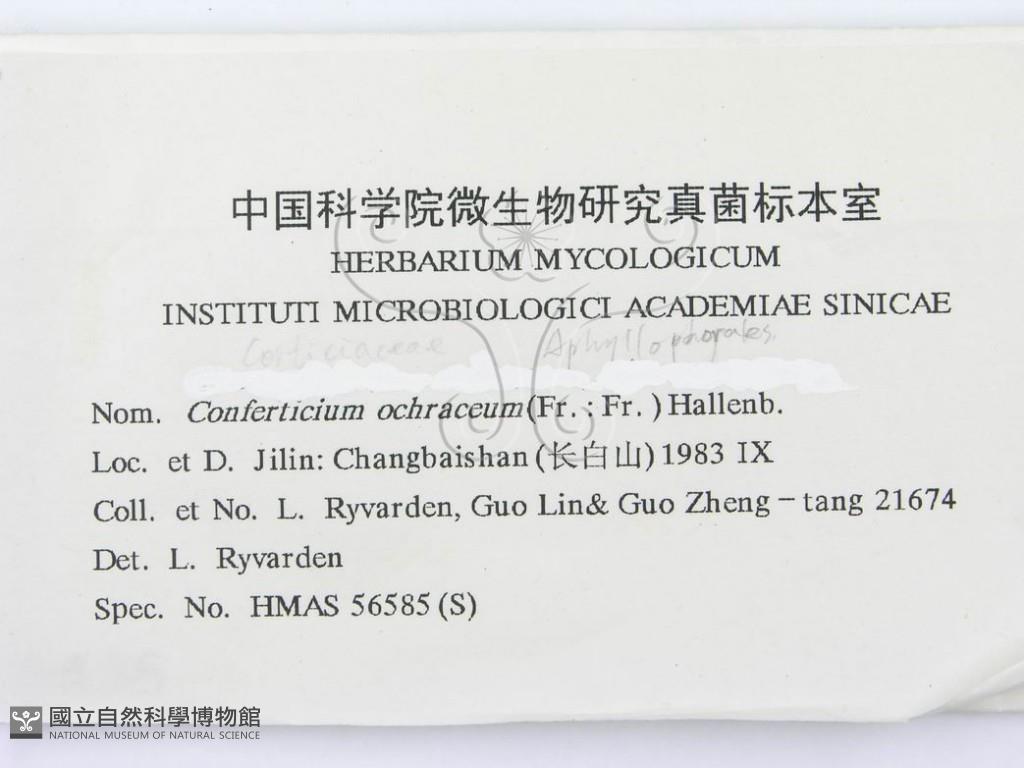 中国科学院微生物研究真菌标本室
HERBARIUM MYCOLOGICUM
INSTITUTI MICROBIOLOGICI ACADEMIAE SINICAE
Corticiaceae Aphyllophorales.
Nom. Conferticium ochraceum(Fr. : Fr. ) Hallenb.
Loc. et D. Jilin: Changbaishan (长白山) 1983 IX
Coll. et No. L. Ryvarden, Guo Lin& Guo Zheng－tang 21674
Det. L. Ryvarden
Spec. No. HMAS 56585 (S)
國立自然科學博物館
NATIONAL MUSEUM OF NATURAL SCIENCE